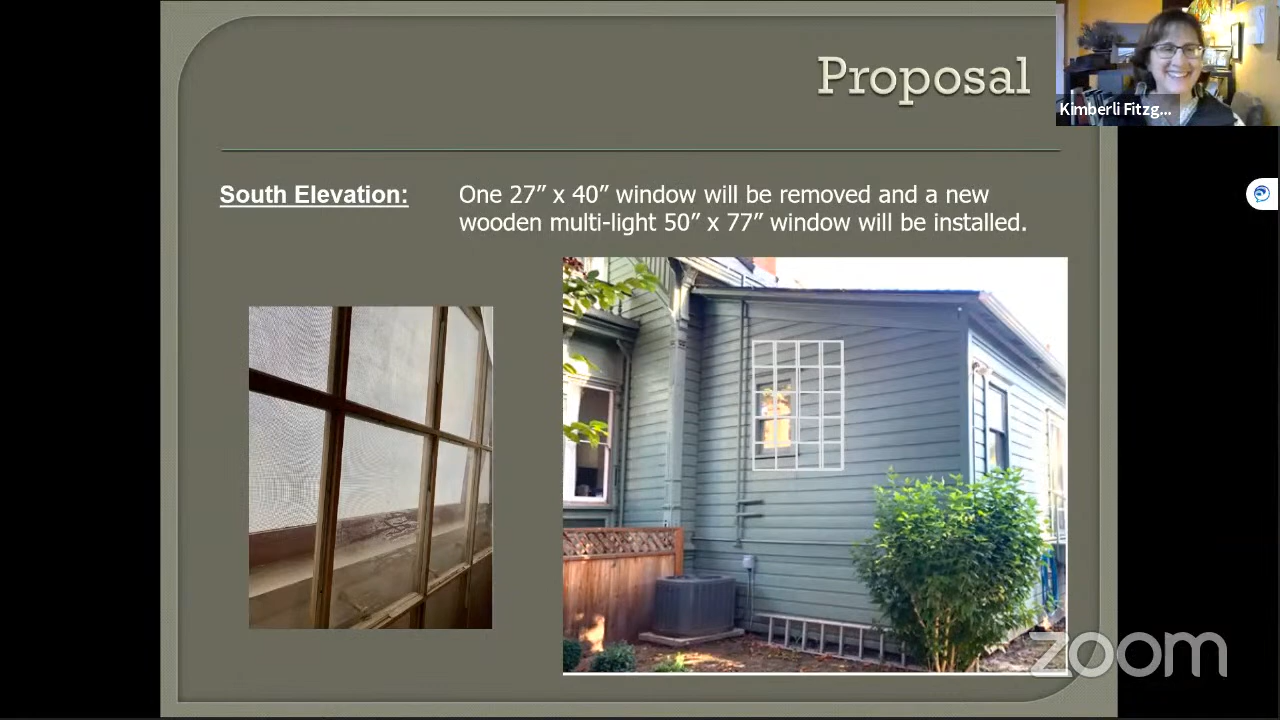 Proposal
Kimberli Fitzg...
South Elevation:
One 27” x 40” window will be removed and a new
wooden multi-light 50” x 77” window will be installed.
zoom